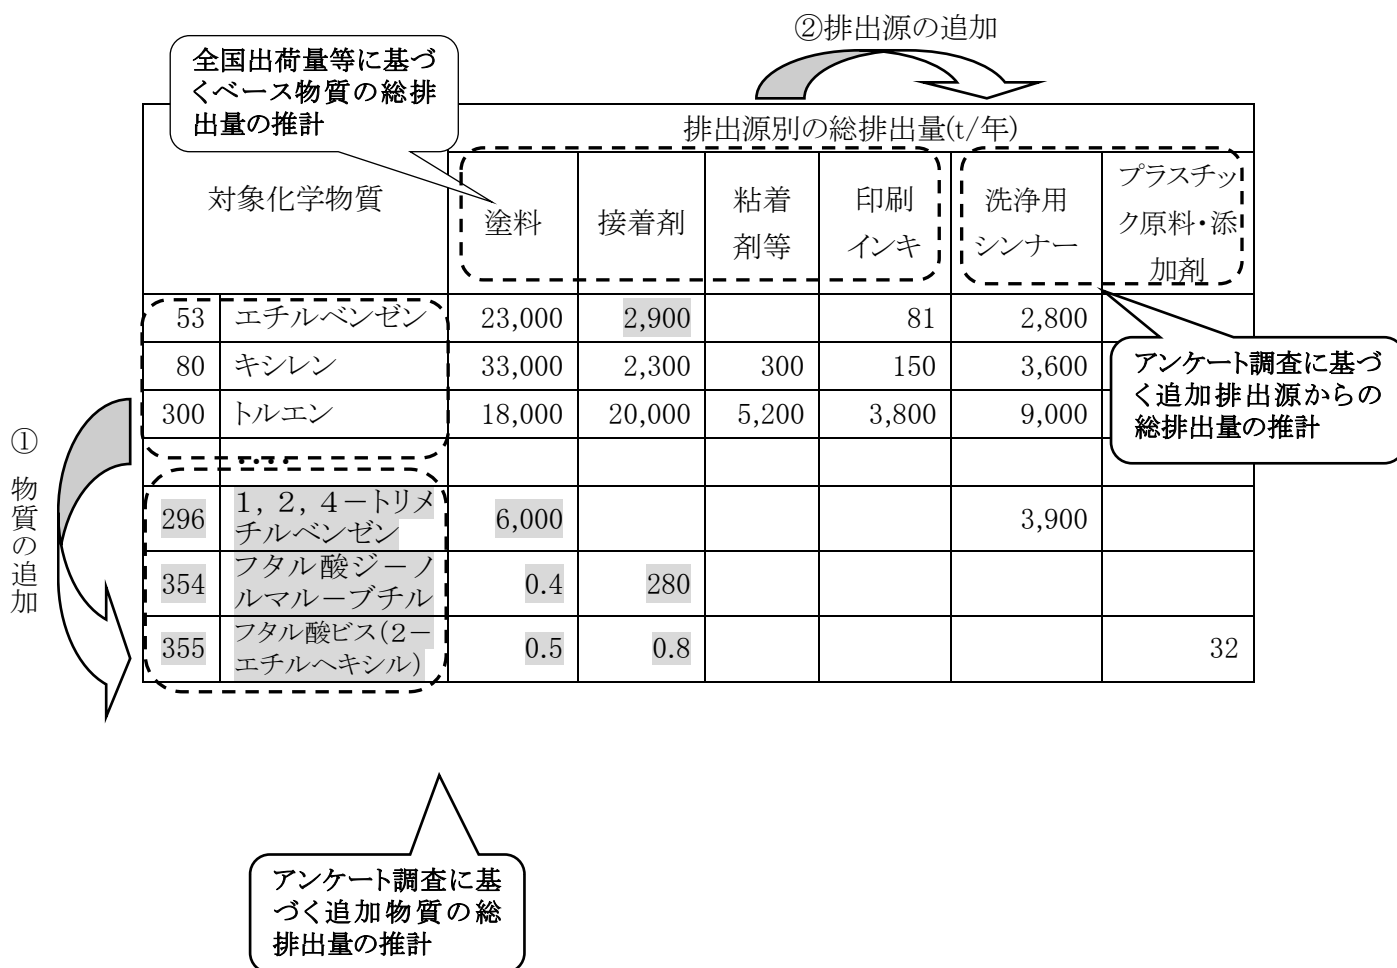 ②排出源の追加
全国出荷量等に基づ
くベース物質の総排
出量の推計
排出源別の総排出量(t/年)
対象化学物質
塗料
接着剤
粘着
剤等
印刷
インキ
洗浄用
シンナー
プラスチッ
ク原料・添
加剤
53 エチルベンゼン 23,000 2,900 81 2,800
80 キシレン 33,000 2,300 300 150 3,600
300 トルエン 18,000 20,000 5,200 3,800 9,000
アンケート調査に基づ
く追加排出源からの
総排出量の推計
・・・・
296 1,2,4-トリメ
チルベンゼン 6,000 3,900
354 フタル酸ジ-ノ
ルマル-ブチル 0.4 280
355 フタル酸ビス(2-
エチルヘキシル) 0.5 0.8 32
①
物質の追加
アンケート調査に基
づく追加物質の総
排出量の推計